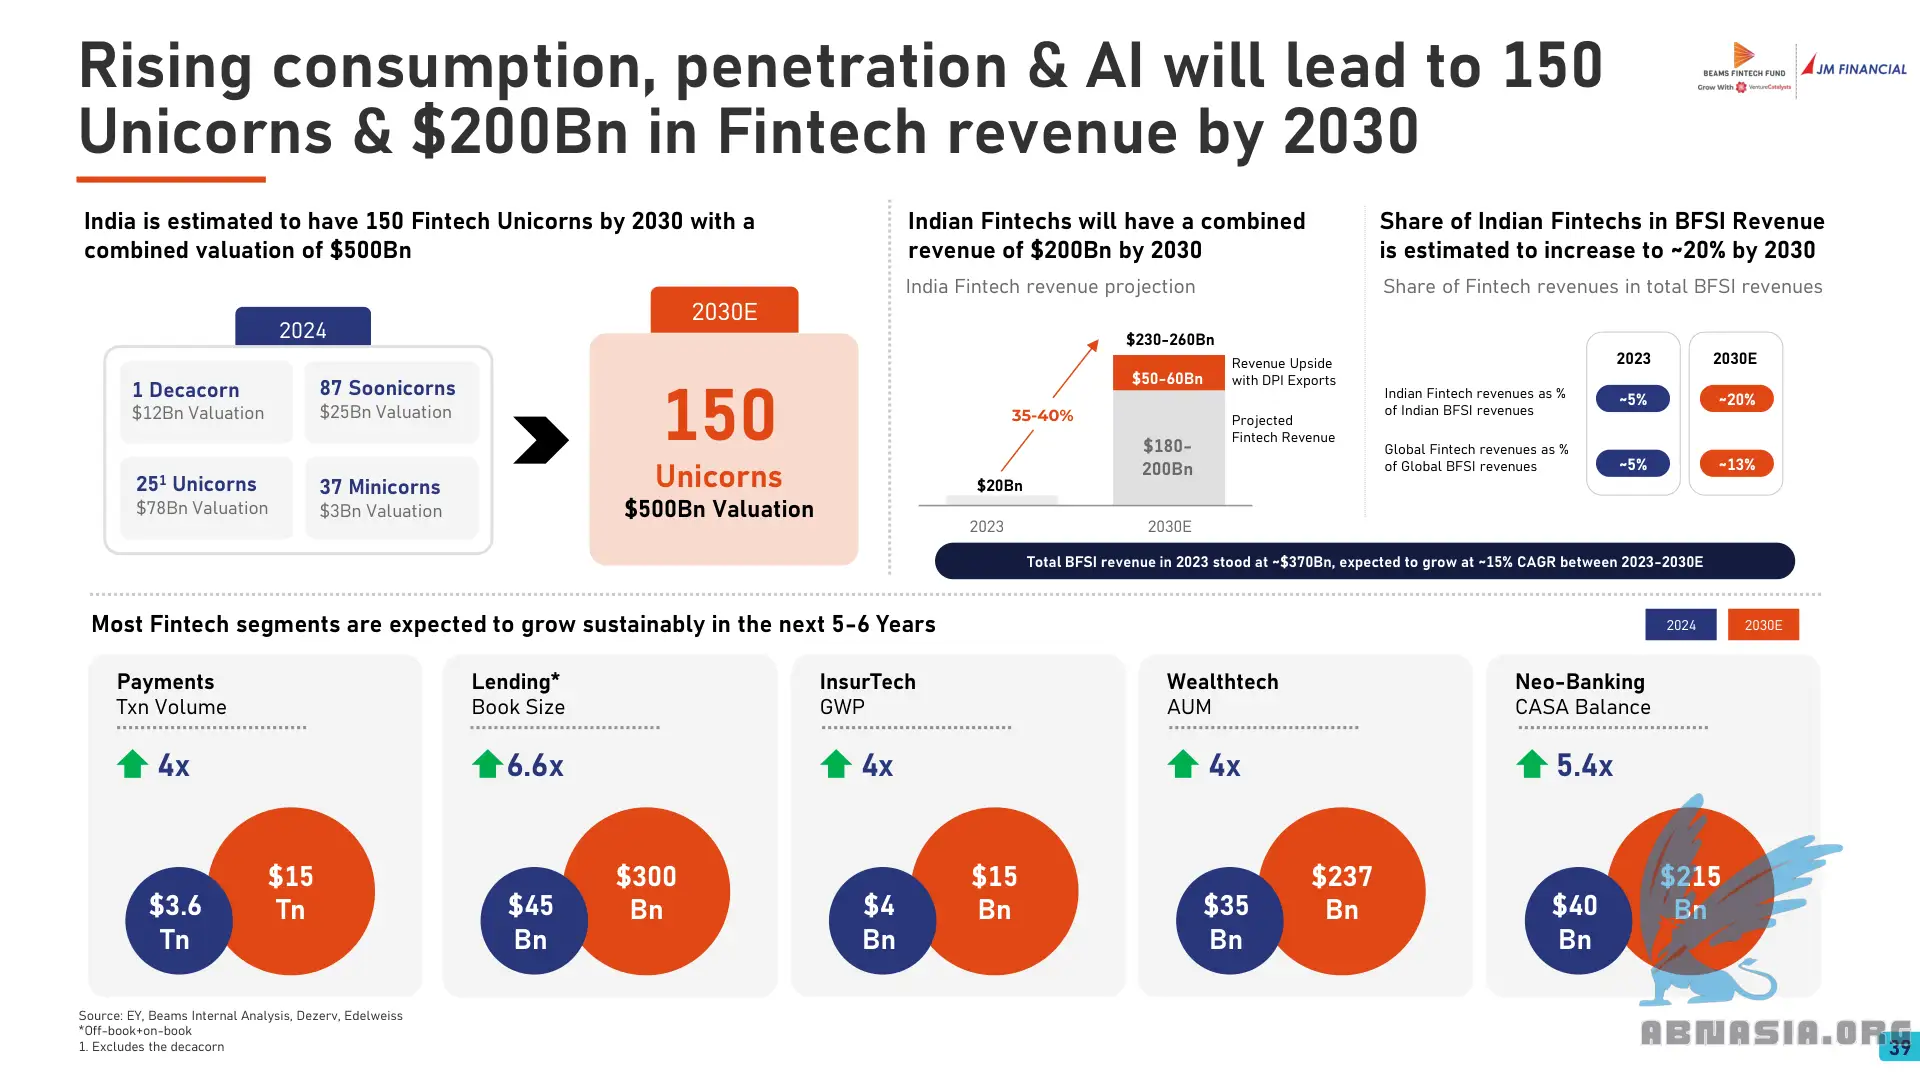 Rising consumption, penetration & AI will lead to 150
Unicorns & $200Bn in Fintech revenue by 2030
BEAMS FINTECH FUND
Grow With VentureCatalysts
JM FINANCIAL
India is estimated to have 150 Fintech Unicorns by 2030 with a
combined valuation of $500Bn
2024
1 Decacorn
$12Bn Valuation
87 Soonicorns
$25Bn Valuation
25¹ Unicorns
$78Bn Valuation
37 Minicorns
$3Bn Valuation
2030E
150
Unicorns
$500Bn Valuation
Indian Fintechs will have a combined
revenue of $200Bn by 2030
India Fintech revenue projection
$230-260Bn
$50-60Bn
Revenue Upside
with DPI Exports
35-40%
Projected
Fintech Revenue
$180-
200Bn
$20Bn
2023
2030E
Share of Indian Fintechs in BFSI Revenue
is estimated to increase to ~20% by 2030
Share of Fintech revenues in total BFSI revenues
2023
2030E
Indian Fintech revenues as %
of Indian BFSI revenues
~5%
~20%
Global Fintech revenues as %
of Global BFSI revenues
~5%
~13%
Total BFSI revenue in 2023 stood at ~$370Bn, expected to grow at ~15% CAGR between 2023-2030E
Most Fintech segments are expected to grow sustainably in the next 5-6 Years
2024
2030E
Payments
Txn Volume
4x
$3.6
Tn
$15
Tn
Lending*
Book Size
6.6x
$45
Bn
$300
Bn
InsurTech
GWP
4x
$4
Bn
$15
Bn
Wealthtech
AUM
4x
$35
Bn
$237
Bn
Neo-Banking
CASA Balance
5.4x
$40
Bn
$215
Bn
Source: EY, Beams Internal Analysis, Dezerv, Edelweiss
*Off-book+on-book
1. Excludes the decacorn
ABMASIA.ORG
39